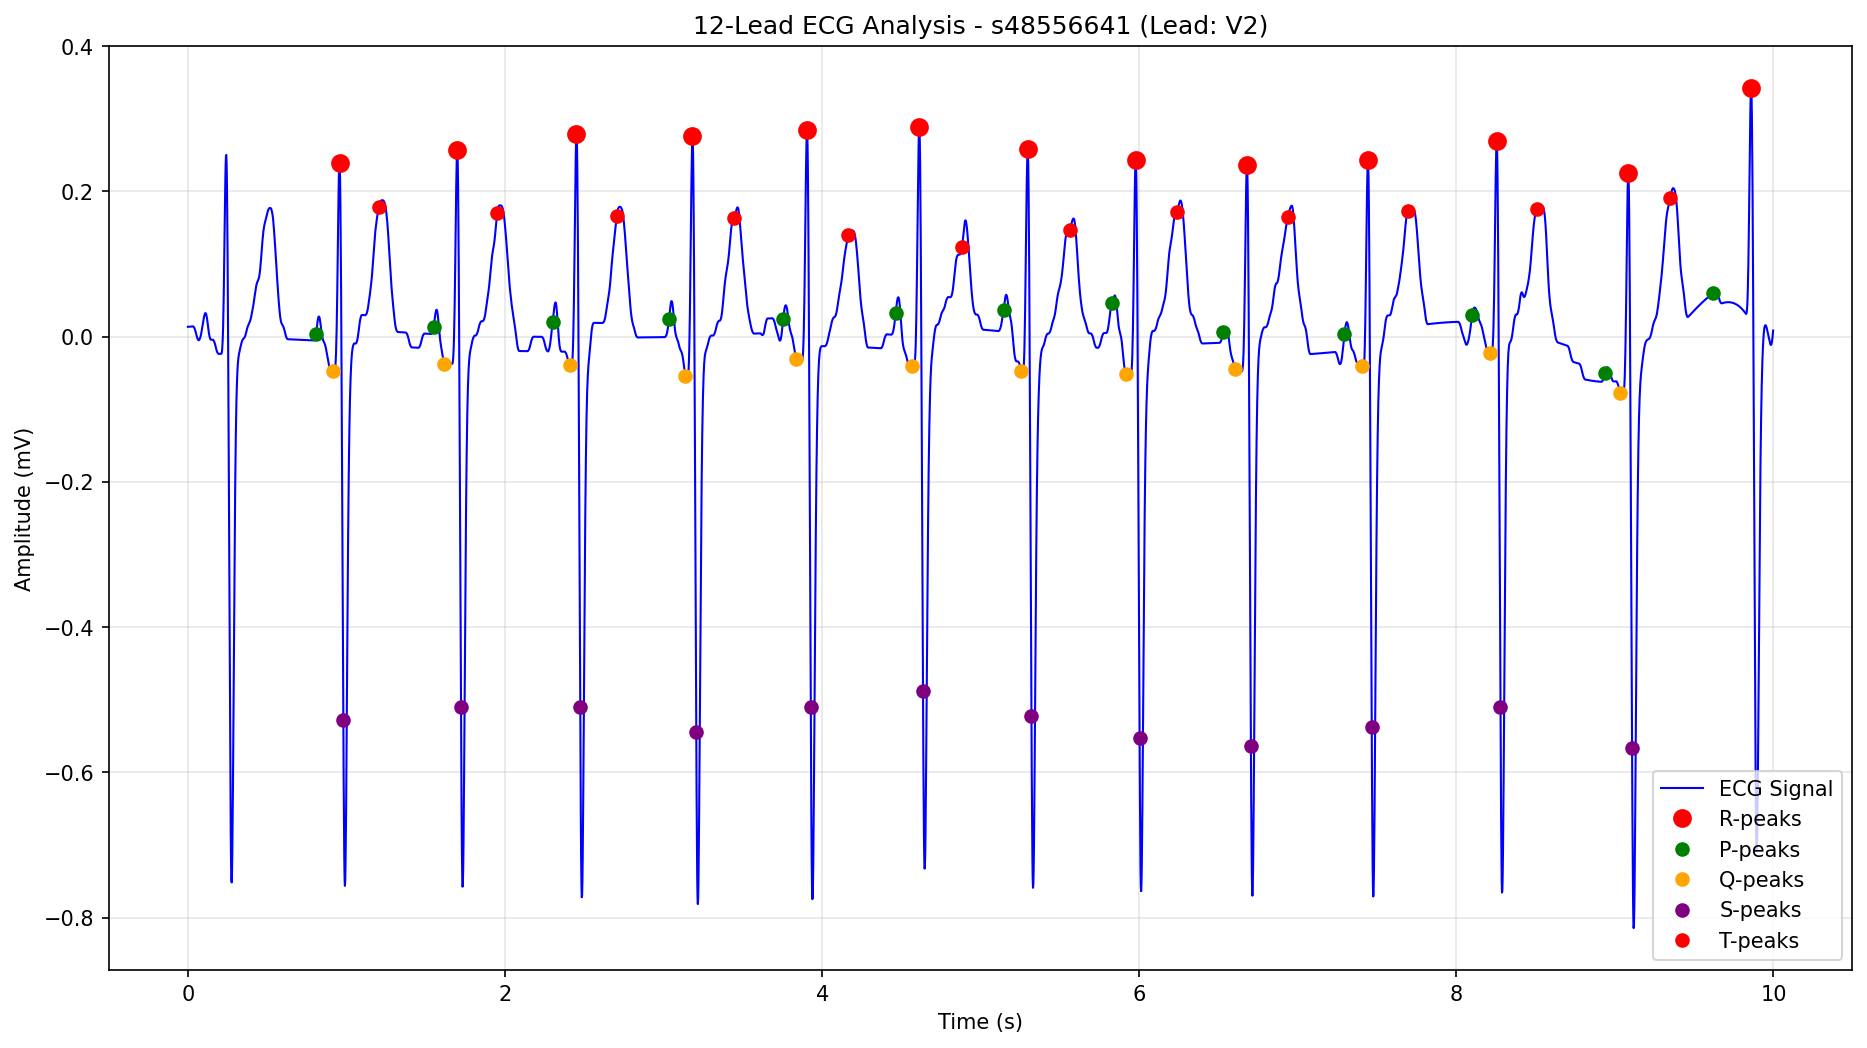 12-Lead ECG Analysis - s48556641 (Lead: V2)
Amplitude (mV)
0.4
0.2
0.0
−0.2
−0.4
−0.6
−0.8
0
2
4
6
8
10
Time (s)
ECG Signal
R-peaks
P-peaks
Q-peaks
S-peaks
T-peaks